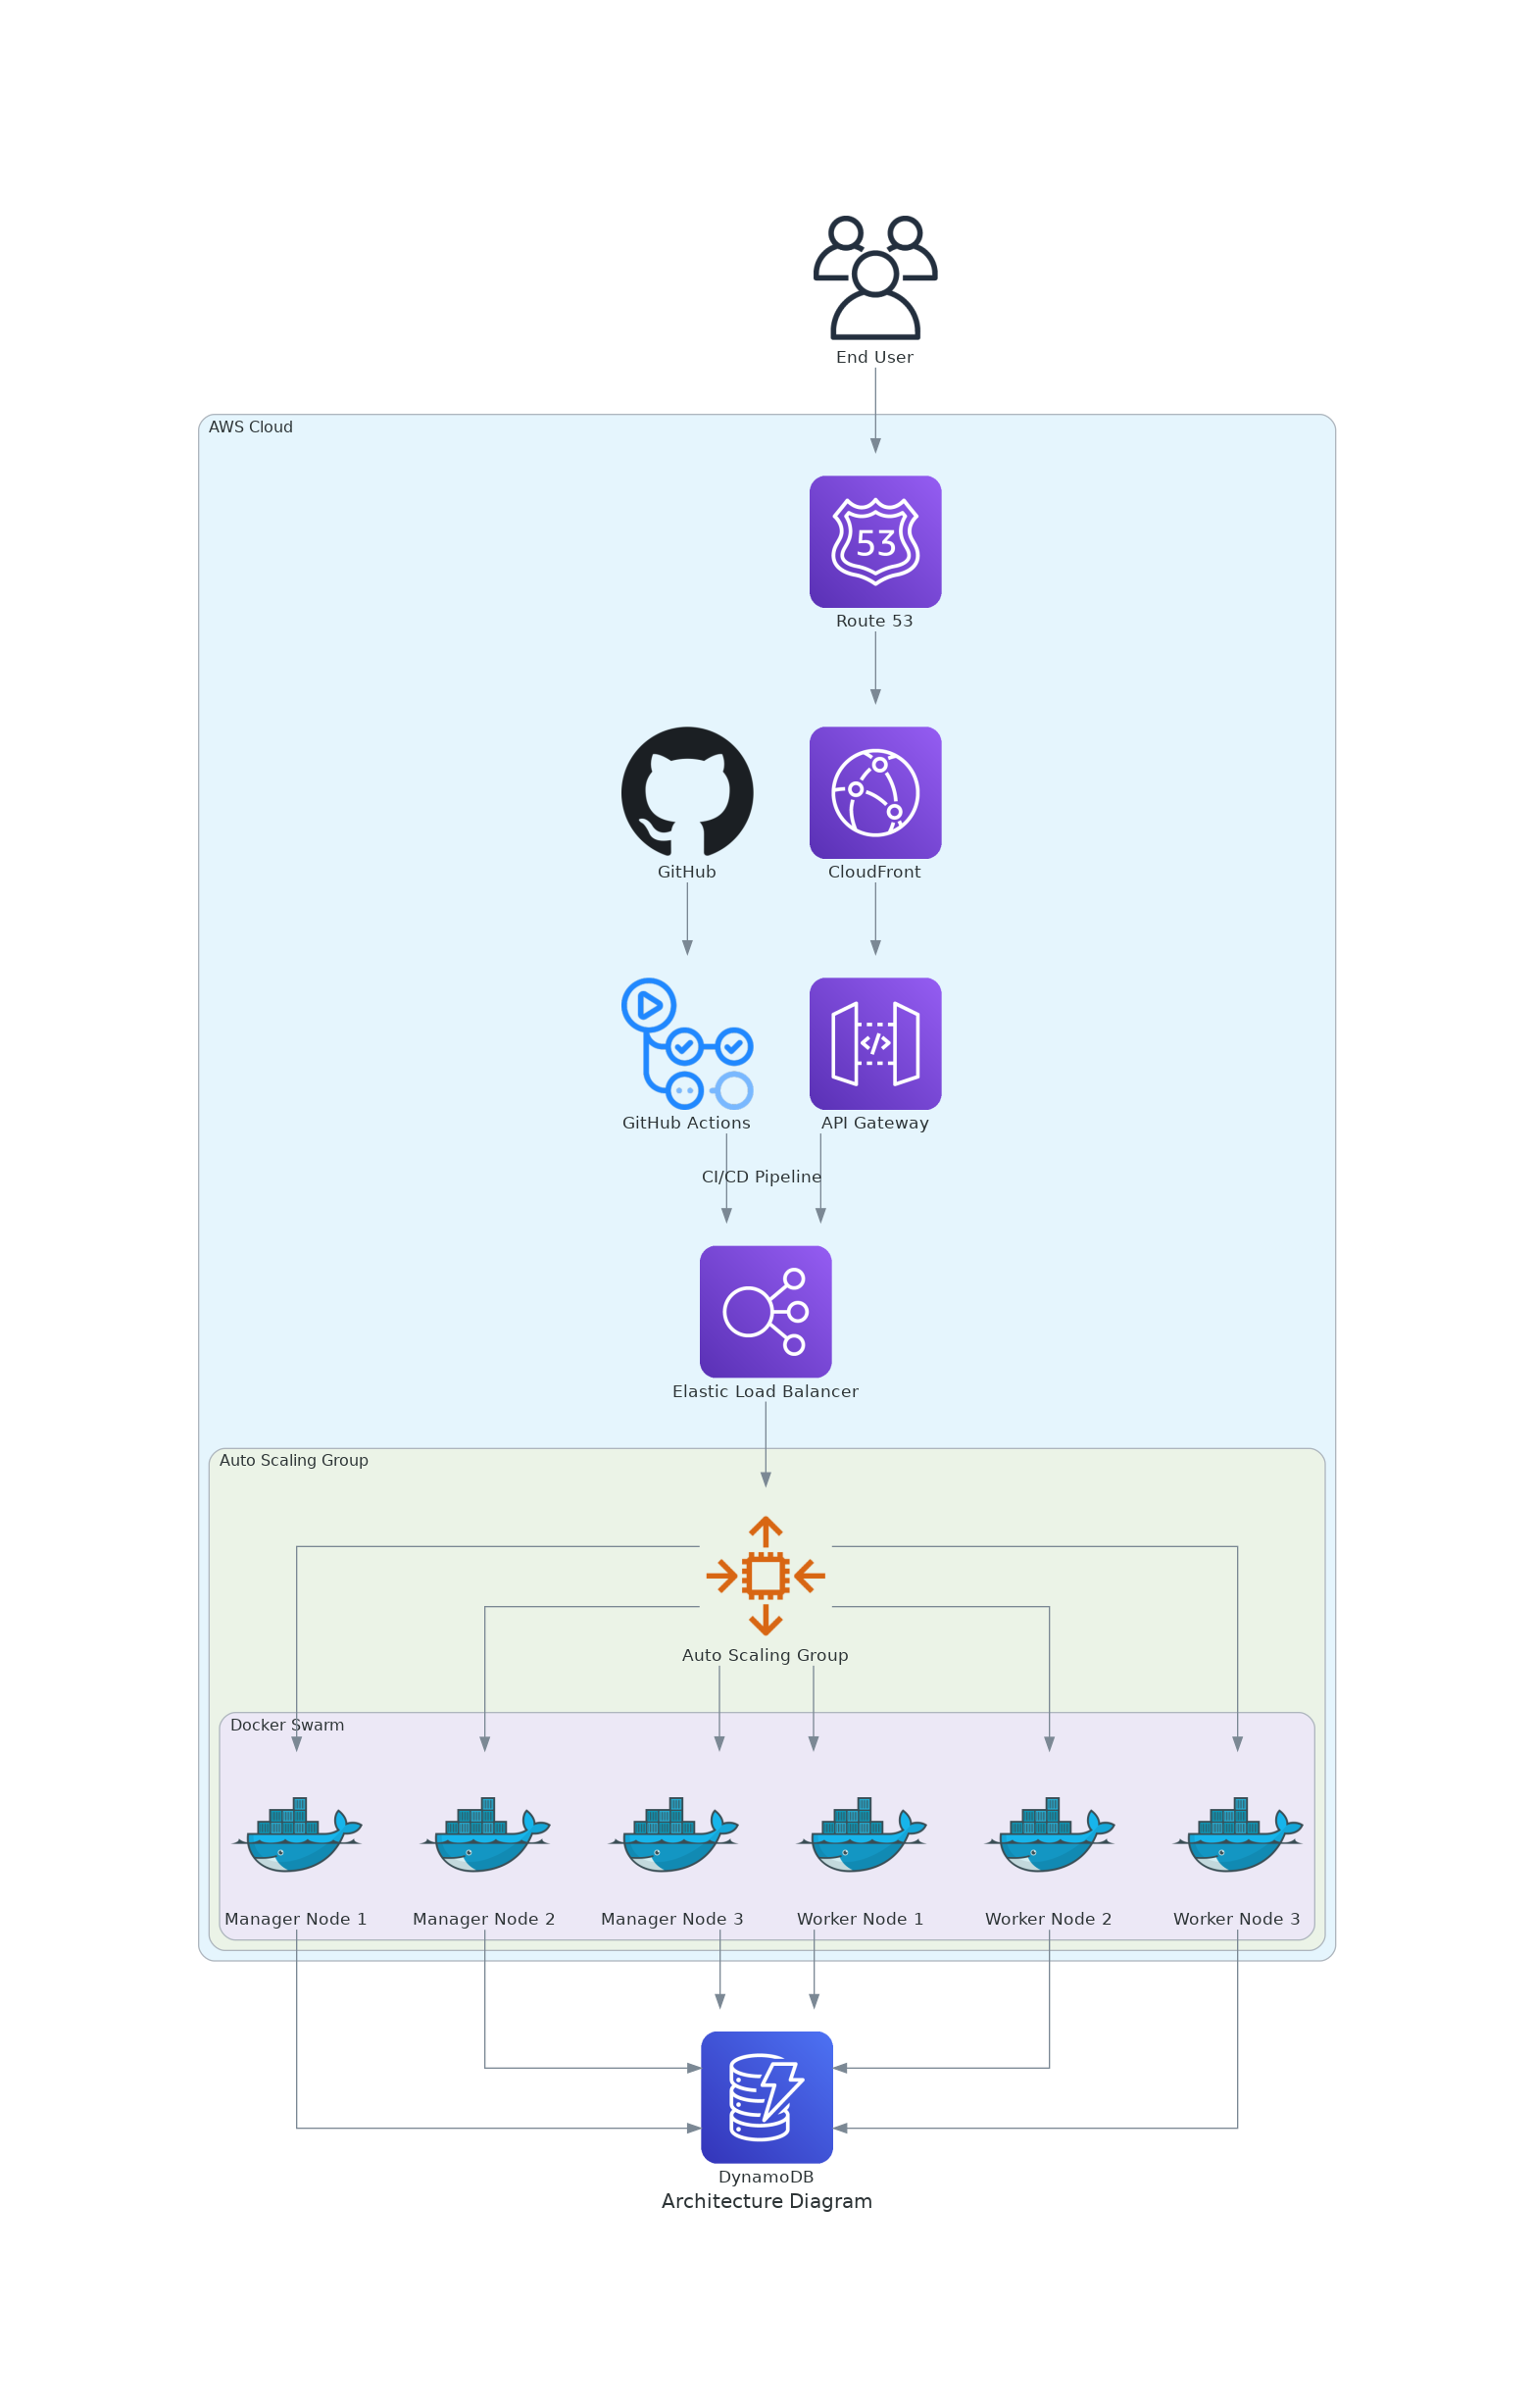 End User
AWS Cloud
53
Route 53
GitHub
CloudFront
</>
GitHub Actions
API Gateway
CI/CD Pipeline
Elastic Load Balancer
Auto Scaling Group
Auto Scaling Group
Docker Swarm
Manager Node 1
Manager Node 2
Manager Node 3
Worker Node 1
Worker Node 2
Worker Node 3
DynamoDB
Architecture Diagram